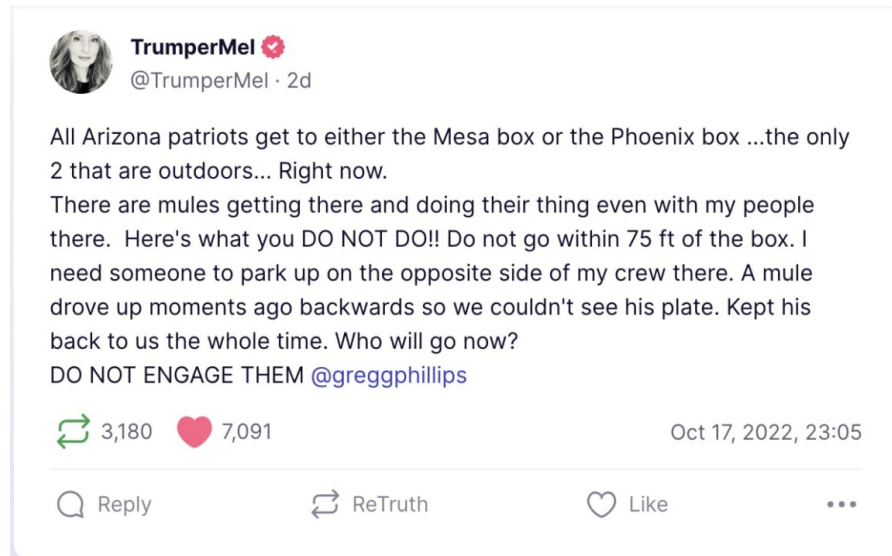 TrumperMel
@TrumperMel · 2d
All Arizona patriots get to either the Mesa box or the Phoenix box ...the only
2 that are outdoors... Right now.
There are mules getting there and doing their thing even with my people
there.  Here's what you DO NOT DO!! Do not go within 75 ft of the box. I
need someone to park up on the opposite side of my crew there. A mule
drove up moments ago backwards so we couldn't see his plate. Kept his
back to us the whole time. Who will go now?
DO NOT ENGAGE THEM @greggphillips
3,180 7,091 Oct 17, 2022, 23:05
Reply ReTruth Like